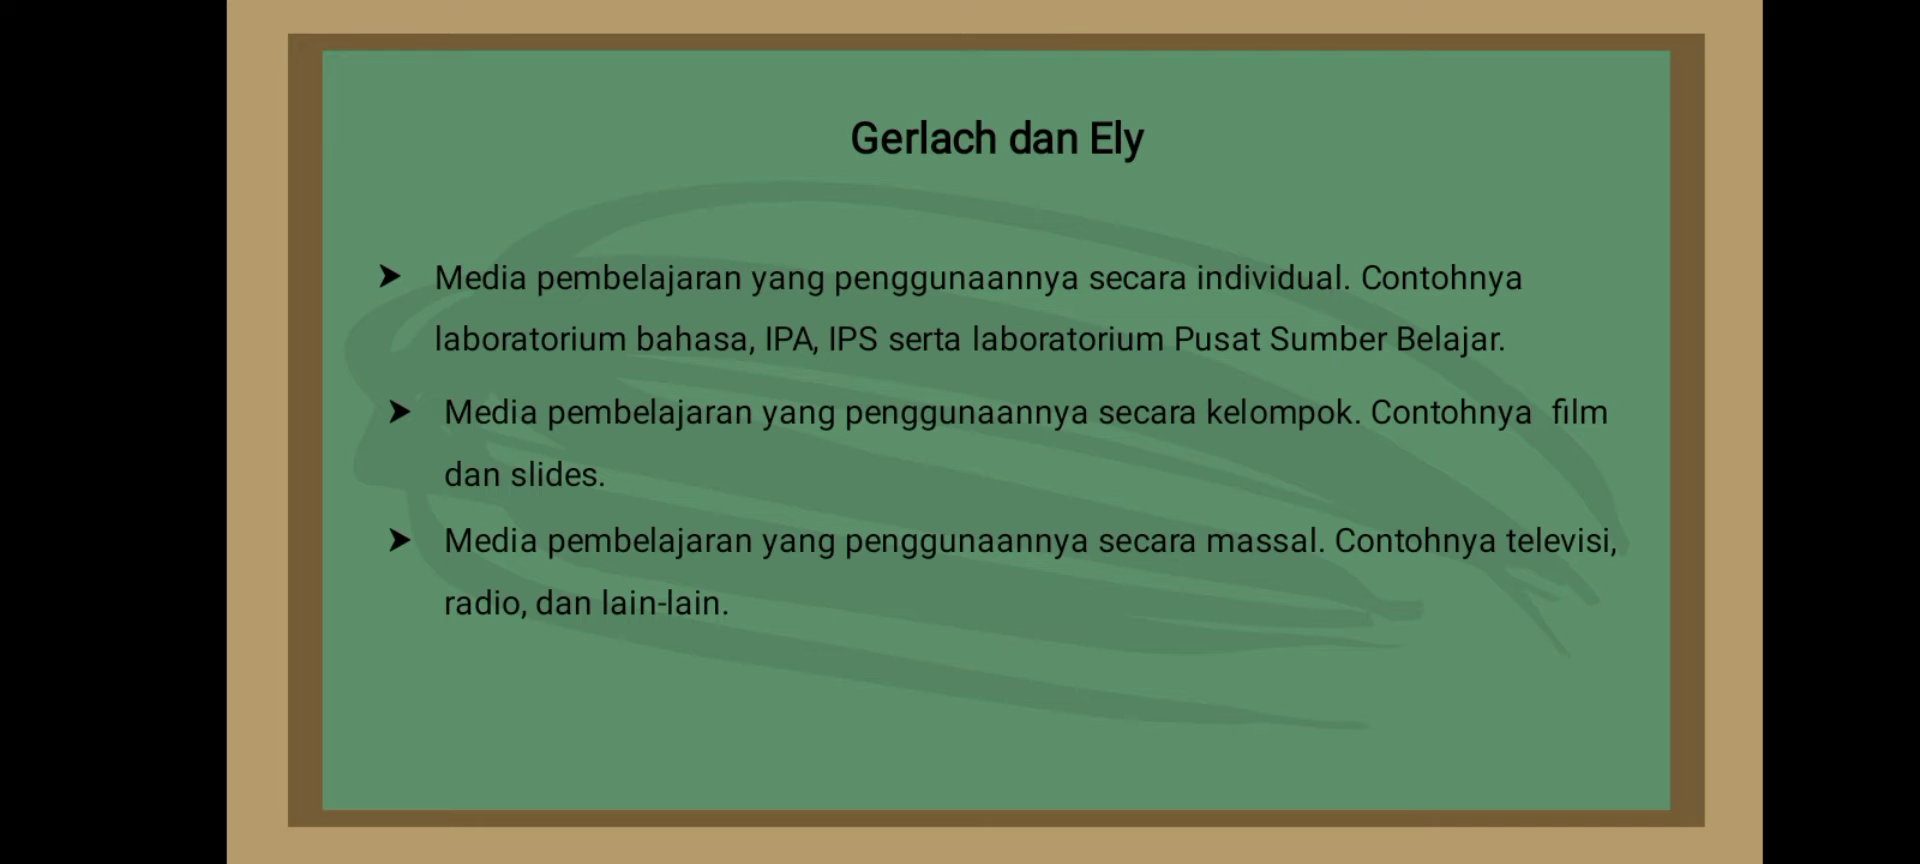 Gerlach dan Ely
➤ Media pembelajaran yang penggunaannya secara individual. Contohnya
laboratorium bahasa, IPA, IPS serta laboratorium Pusat Sumber Belajar.
➤ Media pembelajaran yang penggunaannya secara kelompok. Contohnya film
dan slides.
➤ Media pembelajaran yang penggunaannya secara massal. Contohnya televisi,
radio, dan lain-lain.